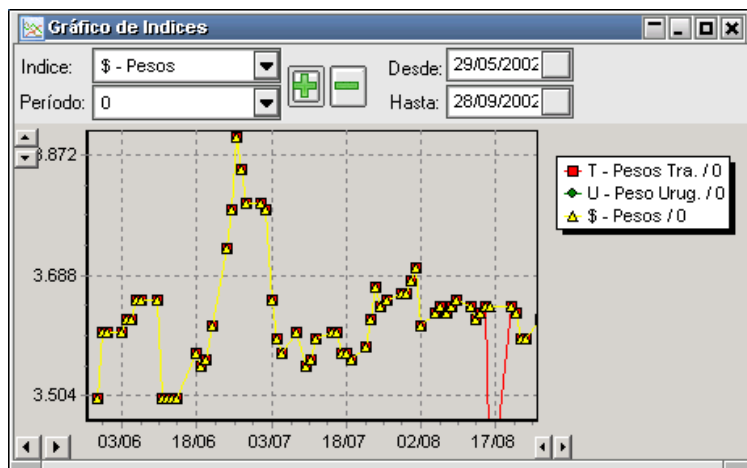 Gráfico de Indices
Indice: $ - Pesos
Desde: 29/05/2002
Período: 0
Hasta: 28/09/2002
3.872
T - Pesos Tra. / 0
U - Peso Urug. / 0
$ - Pesos / 0
3.688
3.504
03/06 18/06 03/07 18/07 02/08 17/08